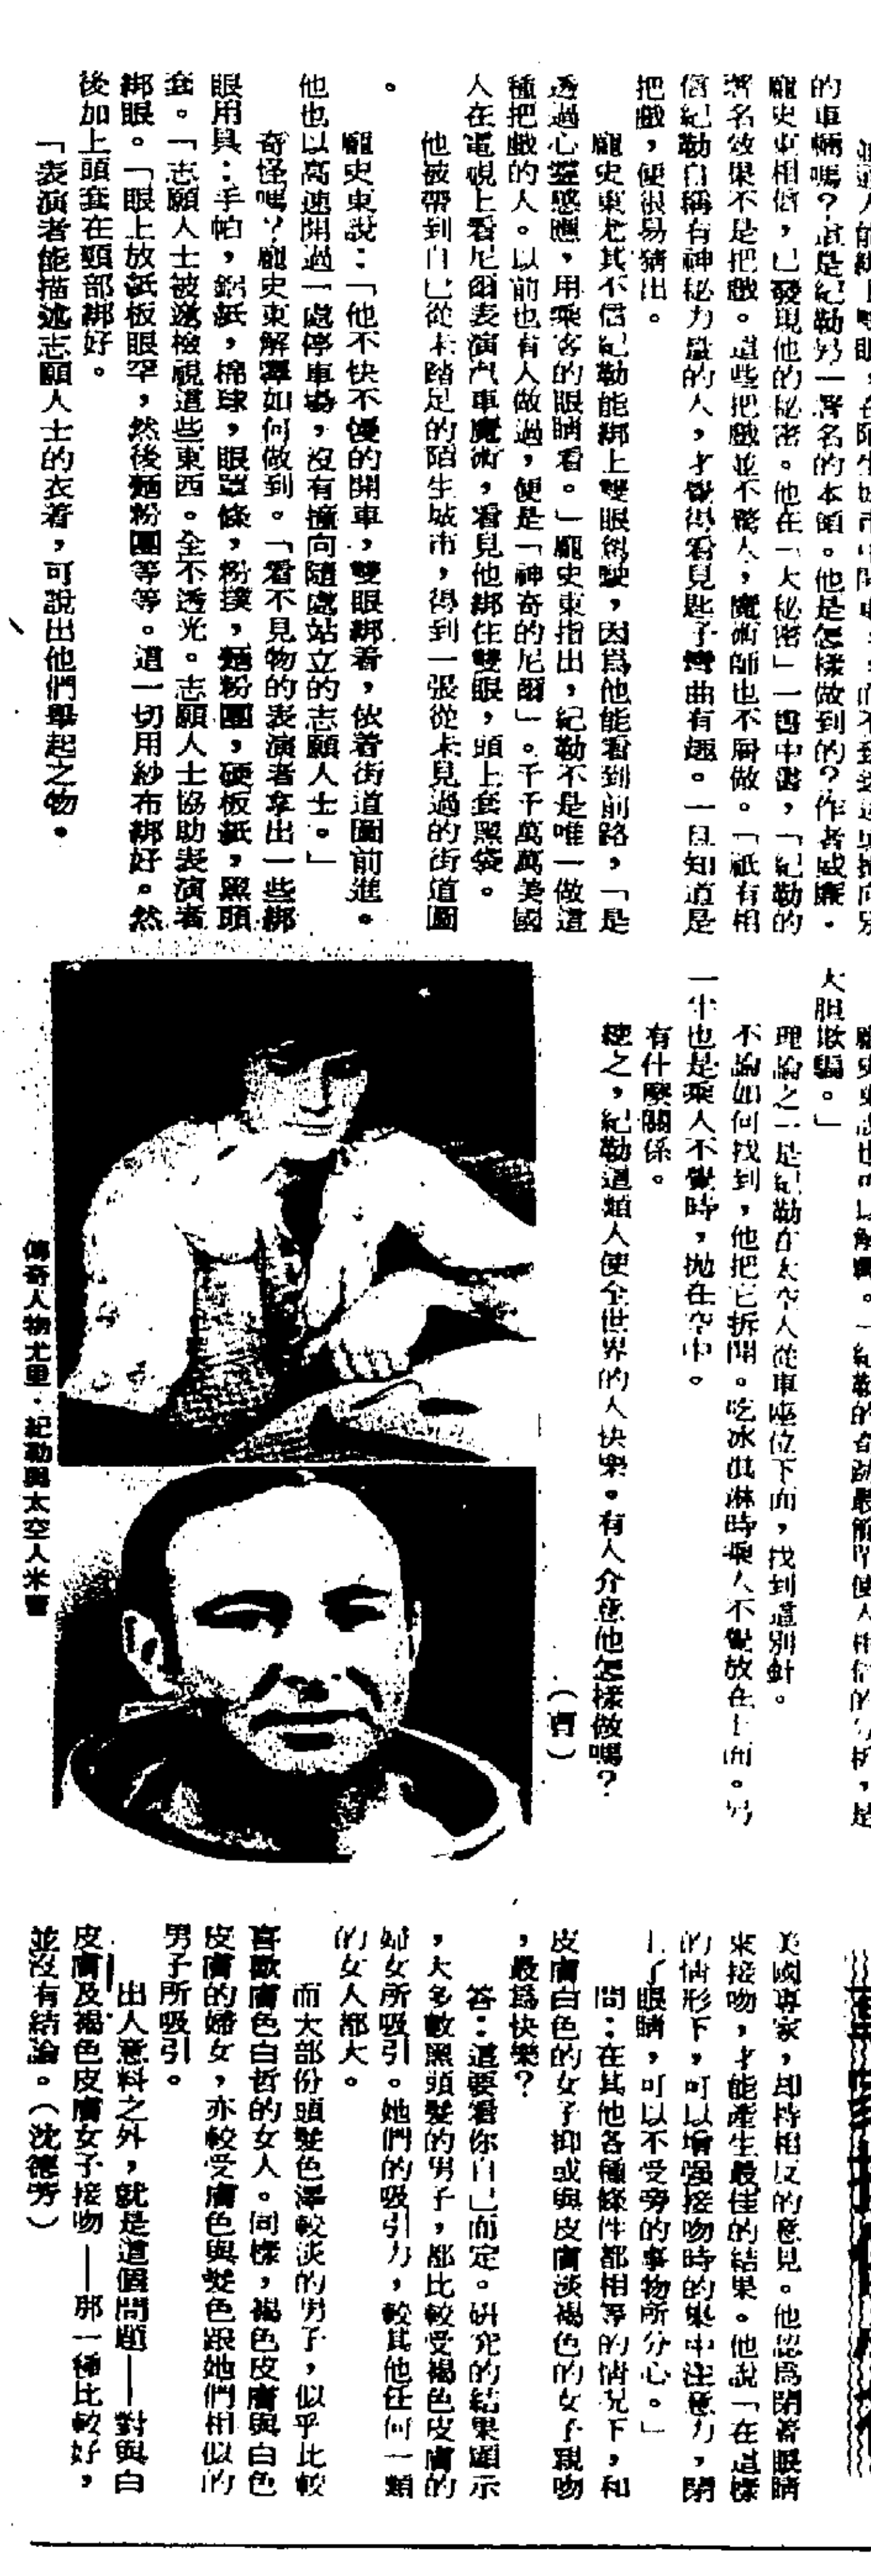 的車輛嗎？這是紀勒另一著名的本領。他是怎樣做到的？作者威廉·
龐史東相信，已發現他的秘密。他在「大秘密」一書中說，「紀勒的
著名效果不是把戲。這些把戲並不驚人，魔術師也不屑做。「祇有相
信紀勒自稱有神秘力量的人，才覺得看見匙子彎曲有趣。一旦知道是
把戲，便很易猜出。
龐史東尤其不信紀勒能綁上雙眼駕駛，因爲他能看到前路，「是
透過心靈感應，用乘客的眼睛看。」龐史東指出，紀勒不是唯一做這
種把戲的人。以前也有人做過，便是「神奇的尼爾」。千千萬萬美國
人在電視上看尼爾表演汽車魔術，看見他綁住雙眼，頭上套黑袋。
他被帶到自己從未踏足的陌生城市，得到一張從未見過的街道圖
。
龐史東說：「他不快不慢的開車，雙眼綁着，依着街道圖前進。
他也以高速開過一處停車場，沒有撞向隨處站立的志願人士。」
奇怪嗎？龐史東解釋如何做到。「看不見物的表演者拿出一些綁
眼用具：手帕，鋁紙，棉球，眼罩條，粉撲，麵粉團，硬板紙，黑頭
套。「志願人士被邀檢視這些東西。全不透光。志願人士協助表演者
綁眼。「眼上放紙板眼罩，然後麵粉團等等。這一切用紗布綁好。然
後加上頭套在頸部綁好。
「表演者能描述志願人士的衣着，可說出他們舉起之物。
大胆欺騙。」
理論之一是紀勒在太空人從車座位下面，找到這別針。
不論如何找到，他把它拆開。吃冰淇淋時乘人不覺放在上面。另
一半也是乘人不覺時，拋在空中。
有什麼關係。
總之，紀勒這類人使全世界的人快樂。有人介意他怎樣做嗎？
傳奇人物尤里·紀勒與太空人米曹
美國專家，却持相反的意見。他認爲閉着眼睛
來接吻，才能產生最佳的結果。他說「在這樣
的情形下，可以增强接吻時的集中注意力，閉
上了眼睛，可以不受旁的事物所分心。」
問：在其他各種條件都相等的情况下，和
皮膚白色的女子抑或與皮膚淡褐色的女子親吻
，最爲快樂？
答：這要看你自己而定。研究的結果顯示
，大多數黑頭髮的男子，都比較受褐色皮膚的
婦女所吸引。她們的吸引力，較其他任何一類
的女人都大。
而大部份頭髮色澤較淡的男子，似乎比較
喜歡膚色白晢的女人。同樣，褐色皮膚與白色
皮膚的婦女，亦較受膚色與髮色跟她們相似的
男子所吸引。
出人意料之外，就是這個問題——對與白
皮膚及褐色皮膚女子接吻——那一種比較好，
並沒有結論。（沈德芳）